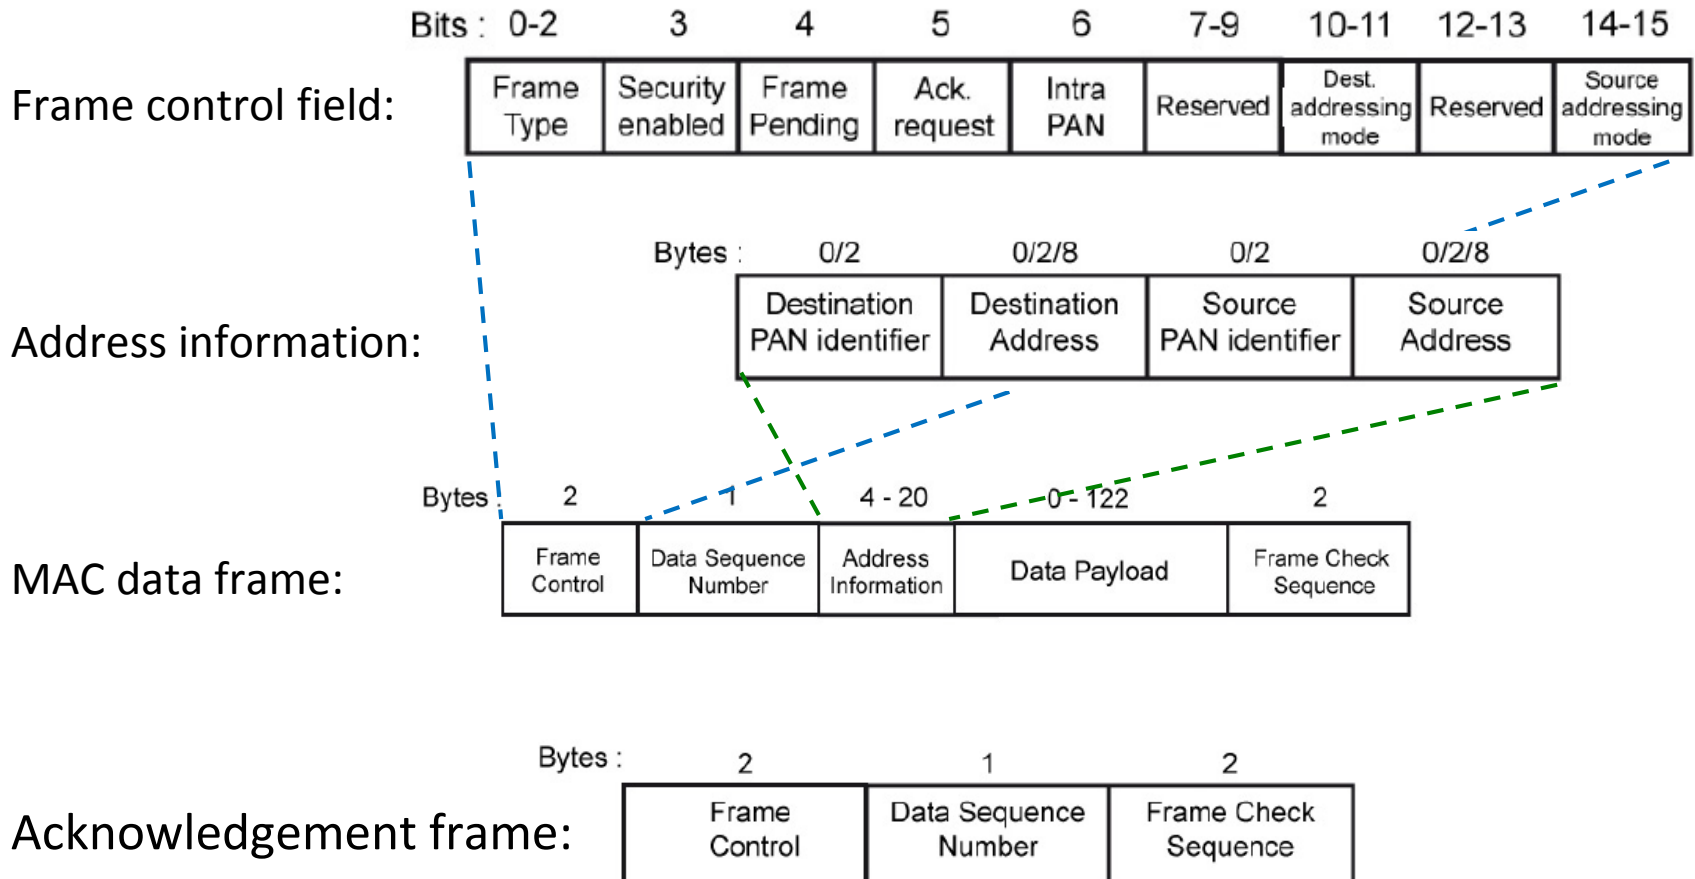 Bits : 0-2 3 4 5 6 7-9 10-11 12-13 14-15
Frame control field:
Frame Type
Security enabled
Frame Pending
Ack. request
Intra PAN
Reserved
Dest. addressing mode
Reserved
Source addressing mode
Bytes : 0/2 0/2/8 0/2 0/2/8
Address information:
Destination PAN identifier
Destination Address
Source PAN identifier
Source Address
Bytes : 2 1 4 - 20 0 - 122 2
MAC data frame:
Frame Control
Data Sequence Number
Address Information
Data Payload
Frame Check Sequence
Bytes : 2 1 2
Acknowledgement frame:
Frame Control
Data Sequence Number
Frame Check Sequence